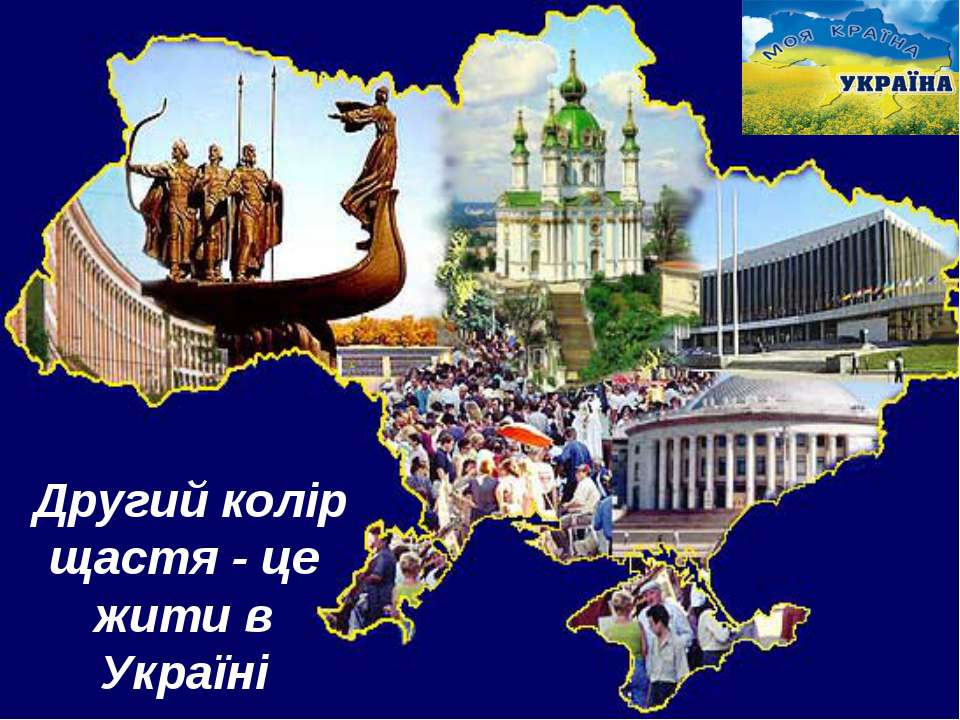 МОЯ КРАЇНА
УКРАЇНА
Другий колір
щастя - це
жити в
Україні